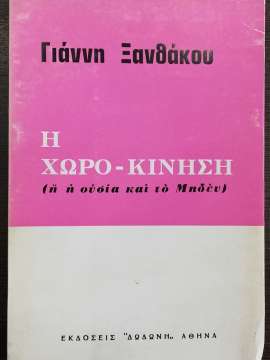 Γιάννη Ξανθάκου
Η
ΧΩΡΟ-ΚΙΝΗΣΗ
(ἢ ἡ οὐσία καὶ τὸ Μηδὲν)
ΕΚΔΟΣΕΙΣ "ΔΩΔΩΝΗ„ ΑΘΗΝΑ